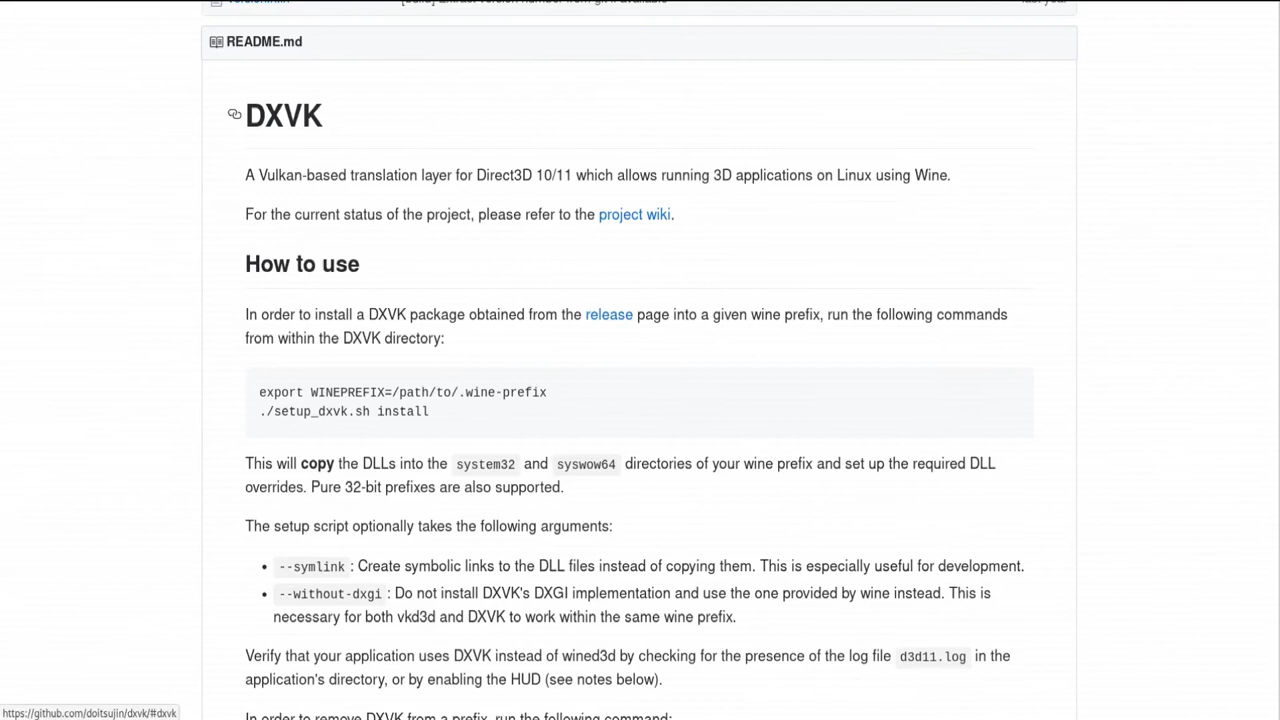 README.md
DXVK
A Vulkan-based translation layer for Direct3D 10/11 which allows running 3D applications on Linux using Wine.
For the current status of the project, please refer to the project wiki.
How to use
In order to install a DXVK package obtained from the release page into a given wine prefix, run the following commands
from within the DXVK directory:
export WINEPREFIX=/path/to/.wine-prefix
./setup_dxvk.sh install
This will copy the DLLs into the system32 and syswow64 directories of your wine prefix and set up the required DLL
overrides. Pure 32-bit prefixes are also supported.
The setup script optionally takes the following arguments:
• --symlink : Create symbolic links to the DLL files instead of copying them. This is especially useful for development.
• --without-dxgi : Do not install DXVK's DXGI implementation and use the one provided by wine instead. This is
necessary for both vkd3d and DXVK to work within the same wine prefix.
Verify that your application uses DXVK instead of wined3d by checking for the presence of the log file d3d11.log in the
application's directory, or by enabling the HUD (see notes below).
In order to remove DXVK from a prefix, run the following command:
https://github.com/doitsujin/dxvk/#dxvk